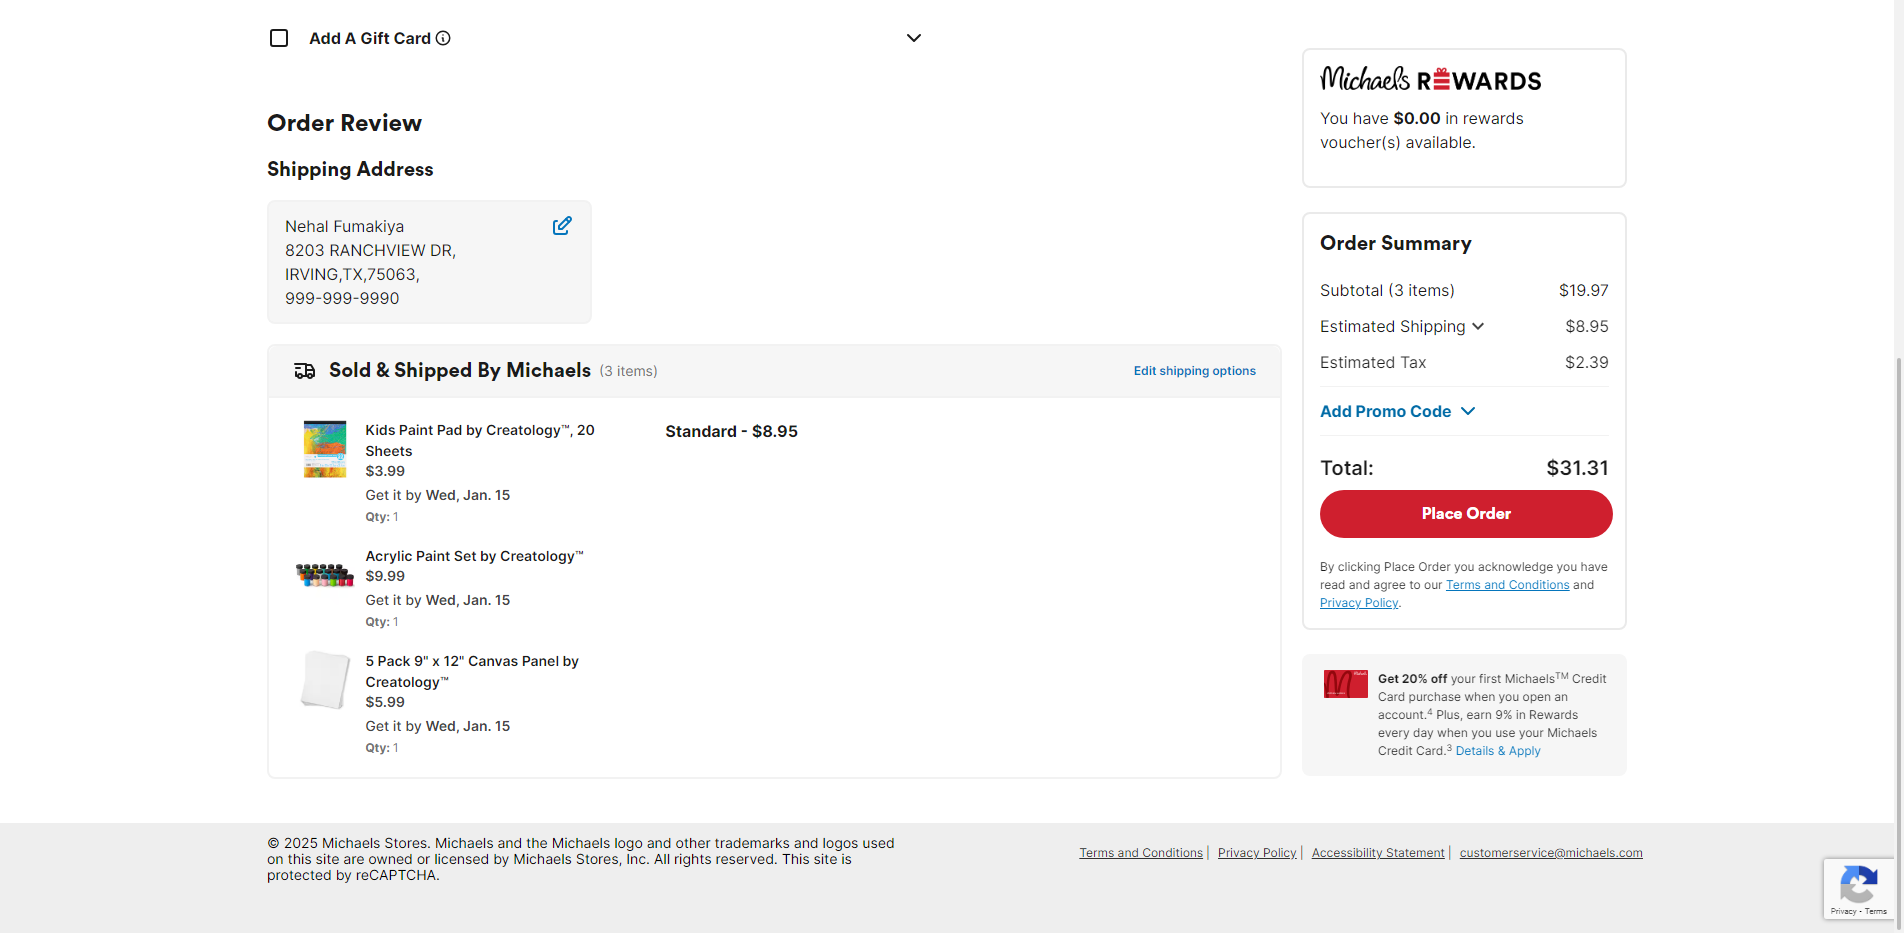 Add A Gift Card
Order Review
Shipping Address
Nehal Fumakiya
8203 RANCHVIEW DR,
IRVING,TX,75063,
999-999-9990
Sold & Shipped By Michaels (3 items)
Edit shipping options
Kids Paint Pad by Creatology™, 20
Sheets
$3.99
Get it by Wed, Jan. 15
Qty: 1
Standard - $8.95
Acrylic Paint Set by Creatology™
$9.99
Get it by Wed, Jan. 15
Qty: 1
5 Pack 9" x 12" Canvas Panel by
Creatology™
$5.99
Get it by Wed, Jan. 15
Qty: 1
Michaels REWARDS
You have $0.00 in rewards
voucher(s) available.
Order Summary
Subtotal (3 items) $19.97
Estimated Shipping $8.95
Estimated Tax $2.39
Add Promo Code
Total: $31.31
Place Order
By clicking Place Order you acknowledge you have
read and agree to our Terms and Conditions and
Privacy Policy.
Get 20% off your first Michaels™ Credit
Card purchase when you open an
account.⁴ Plus, earn 9% in Rewards
every day when you use your Michaels
Credit Card.³ Details & Apply
© 2025 Michaels Stores. Michaels and the Michaels logo and other trademarks and logos used
on this site are owned or licensed by Michaels Stores, Inc. All rights reserved. This site is
protected by reCAPTCHA.
Terms and Conditions | Privacy Policy | Accessibility Statement | customerservice@michaels.com
Privacy - Terms